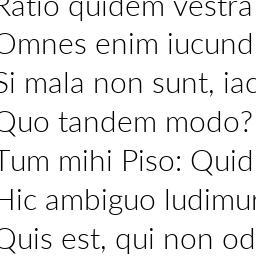 Ratio quidem vestra
Omnes enim iucund
Si mala non sunt, iac
Quo tandem modo?
Tum mihi Piso: Quid
Hic ambiguo ludimur
Quis est, qui non od